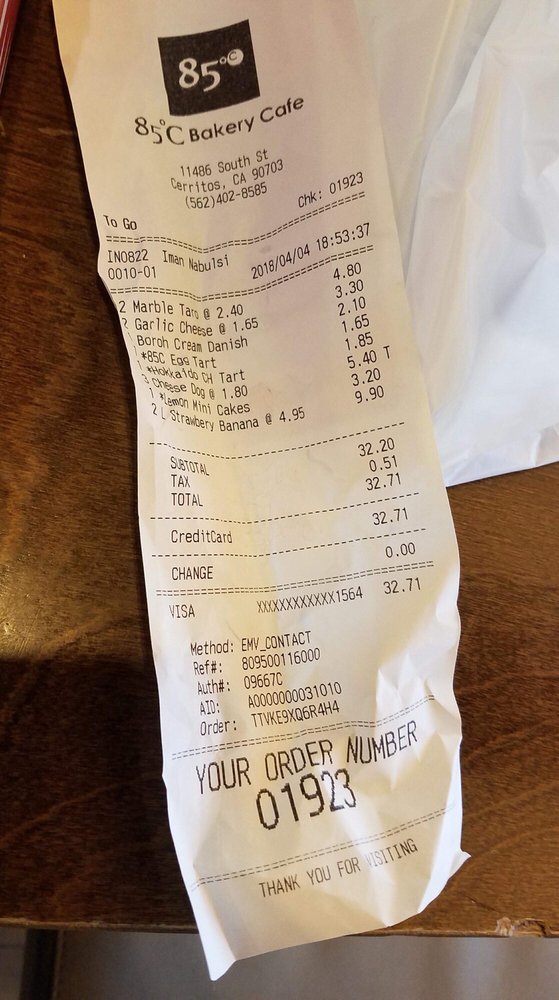 85°C
85°C Bakery Cafe
11486 South St
Cerritos, CA 90703
(562)402-8585
To Go Chk: 01923
IN0822 Iman Nabulsi
0010-01 2018/04/04 18:53:37
2 Marble Taro @ 2.40 4.80
2 Garlic Cheese @ 1.65 3.30
1 Boroh Cream Danish 2.10
1 *85C Egg Tart 1.65
1 *Hokkaido CH Tart 1.85
3 Cheese Dog @ 1.80 5.40 T
1 *Lemon Mini Cakes 3.20
2 L Strawbery Banana @ 4.95 9.90
SUBTOTAL 32.20
TAX 0.51
TOTAL 32.71
CreditCard 32.71
CHANGE 0.00
VISA XXXXXXXXXXXX1564 32.71
Method: EMV_CONTACT
Ref#: 809500116000
Auth#: 09667C
AID: A0000000031010
Order: TTVKE9XQ6R4H4
YOUR ORDER NUMBER
01923
THANK YOU FOR VISITING